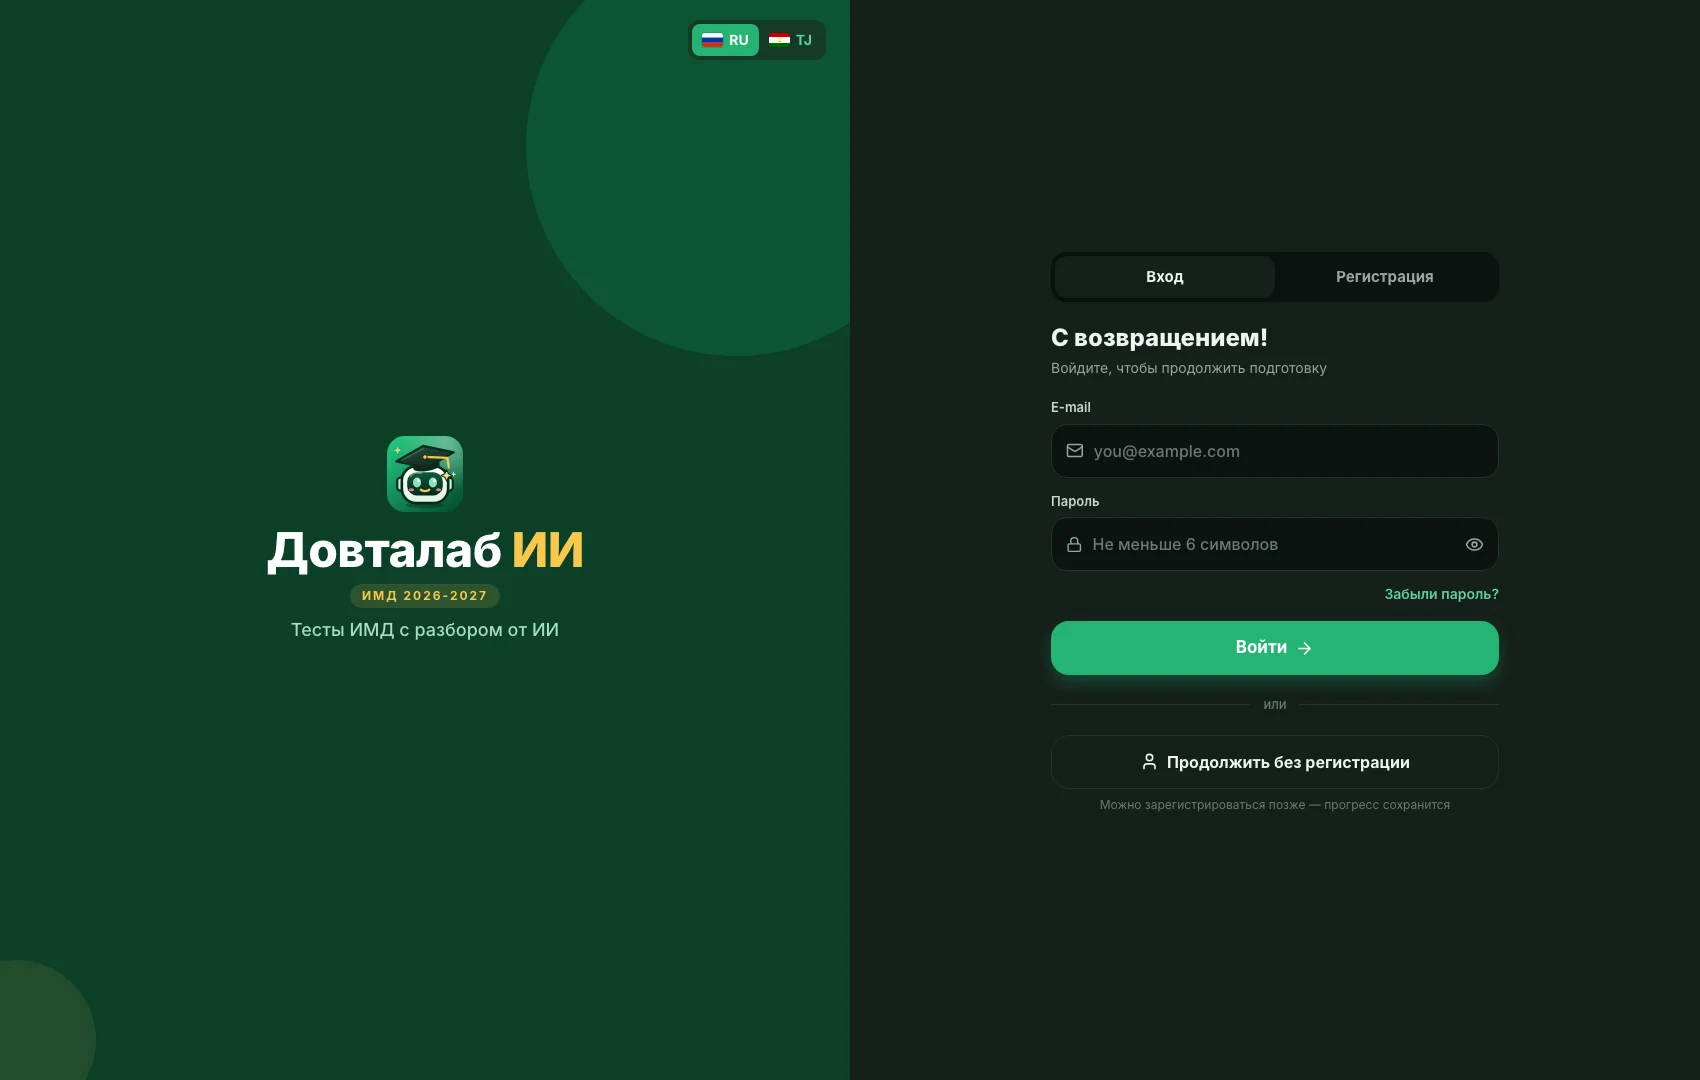 RU
TJ
Довталаб ИИ
ИМД 2026-2027
Тесты ИМД с разбором от ИИ
Вход
Регистрация
С возвращением!
Войдите, чтобы продолжить подготовку
E-mail
you@example.com
Пароль
Не меньше 6 символов
Забыли пароль?
Войти →
или
Продолжить без регистрации
Можно зарегистрироваться позже — прогресс сохранится